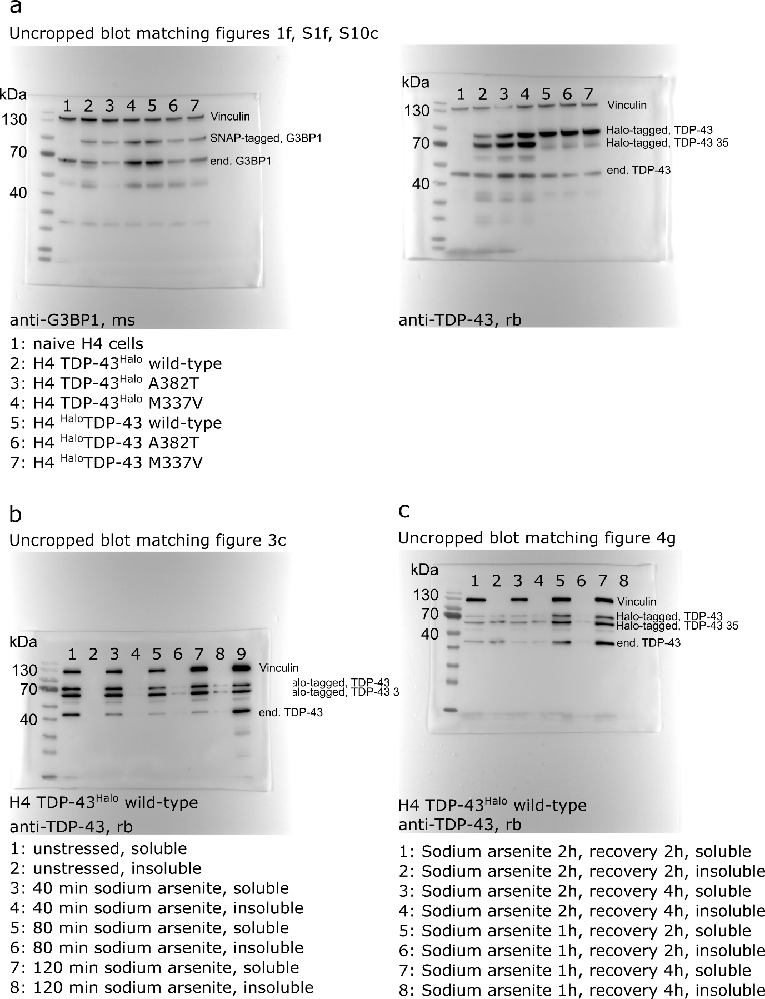 a
Uncropped blot matching figures 1f, S1f, S10c
kDa
1 2 3 4 5 6 7
130
Vinculin
SNAP-tagged, G3BP1
70
end. G3BP1
40
anti-G3BP1, ms
kDa
1 2 3 4 5 6 7
130
Vinculin
Halo-tagged, TDP-43
70
Halo-tagged, TDP-43 35
end. TDP-43
40
anti-TDP-43, rb
1: naive H4 cells
2: H4 TDP-43Halo wild-type
3: H4 TDP-43Halo A382T
4: H4 TDP-43Halo M337V
5: H4 HaloTDP-43 wild-type
6: H4 HaloTDP-43 A382T
7: H4 HaloTDP-43 M337V
b
Uncropped blot matching figure 3c
kDa
1 2 3 4 5 6 7 8 9
130
Vinculin
alo-tagged, TDP-43
70
alo-tagged, TDP-43 3
end. TDP-43
40
H4 TDP-43Halo wild-type
anti-TDP-43, rb
1: unstressed, soluble
2: unstressed, insoluble
3: 40 min sodium arsenite, soluble
4: 40 min sodium arsenite, insoluble
5: 80 min sodium arsenite, soluble
6: 80 min sodium arsenite, insoluble
7: 120 min sodium arsenite, soluble
8: 120 min sodium arsenite, insoluble
c
Uncropped blot matching figure 4g
kDa
1 2 3 4 5 6 7 8
130
Vinculin
70
Halo-tagged, TDP-43
Halo-tagged, TDP-43 35
40
end. TDP-43
H4 TDP-43Halo wild-type
anti-TDP-43, rb
1: Sodium arsenite 2h, recovery 2h, soluble
2: Sodium arsenite 2h, recovery 2h, insoluble
3: Sodium arsenite 2h, recovery 4h, soluble
4: Sodium arsenite 2h, recovery 4h, insoluble
5: Sodium arsenite 1h, recovery 2h, soluble
6: Sodium arsenite 1h, recovery 2h, insoluble
7: Sodium arsenite 1h, recovery 4h, soluble
8: Sodium arsenite 1h, recovery 4h, insoluble